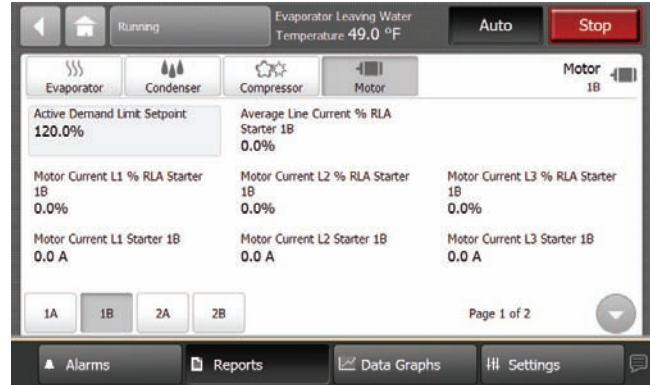 Running
Evaporator Leaving Water
Temperature 49.0 °F
Auto
Stop
Evaporator
Condenser
Compressor
Motor
Motor
1B
Active Demand Limit Setpoint
120.0%
Average Line Current % RLA
Starter 1B
0.0%
Motor Current L1 % RLA Starter
1B
0.0%
Motor Current L2 % RLA Starter
1B
0.0%
Motor Current L3 % RLA Starter
1B
0.0%
Motor Current L1 Starter 1B
0.0 A
Motor Current L2 Starter 1B
0.0 A
Motor Current L3 Starter 1B
0.0 A
1A
1B
2A
2B
Page 1 of 2
Alarms
Reports
Data Graphs
Settings